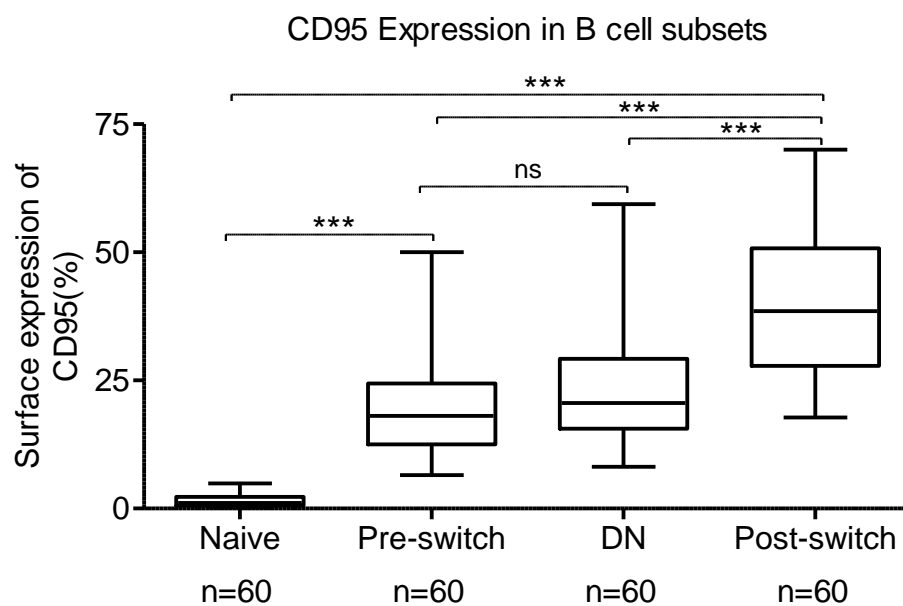 CD95 Expression in B cell subsets
***
***
***
ns
***
Surface expression of
CD95(%)
75
50
25
0
Naive Pre-switch DN Post-switch
n=60 n=60 n=60 n=60